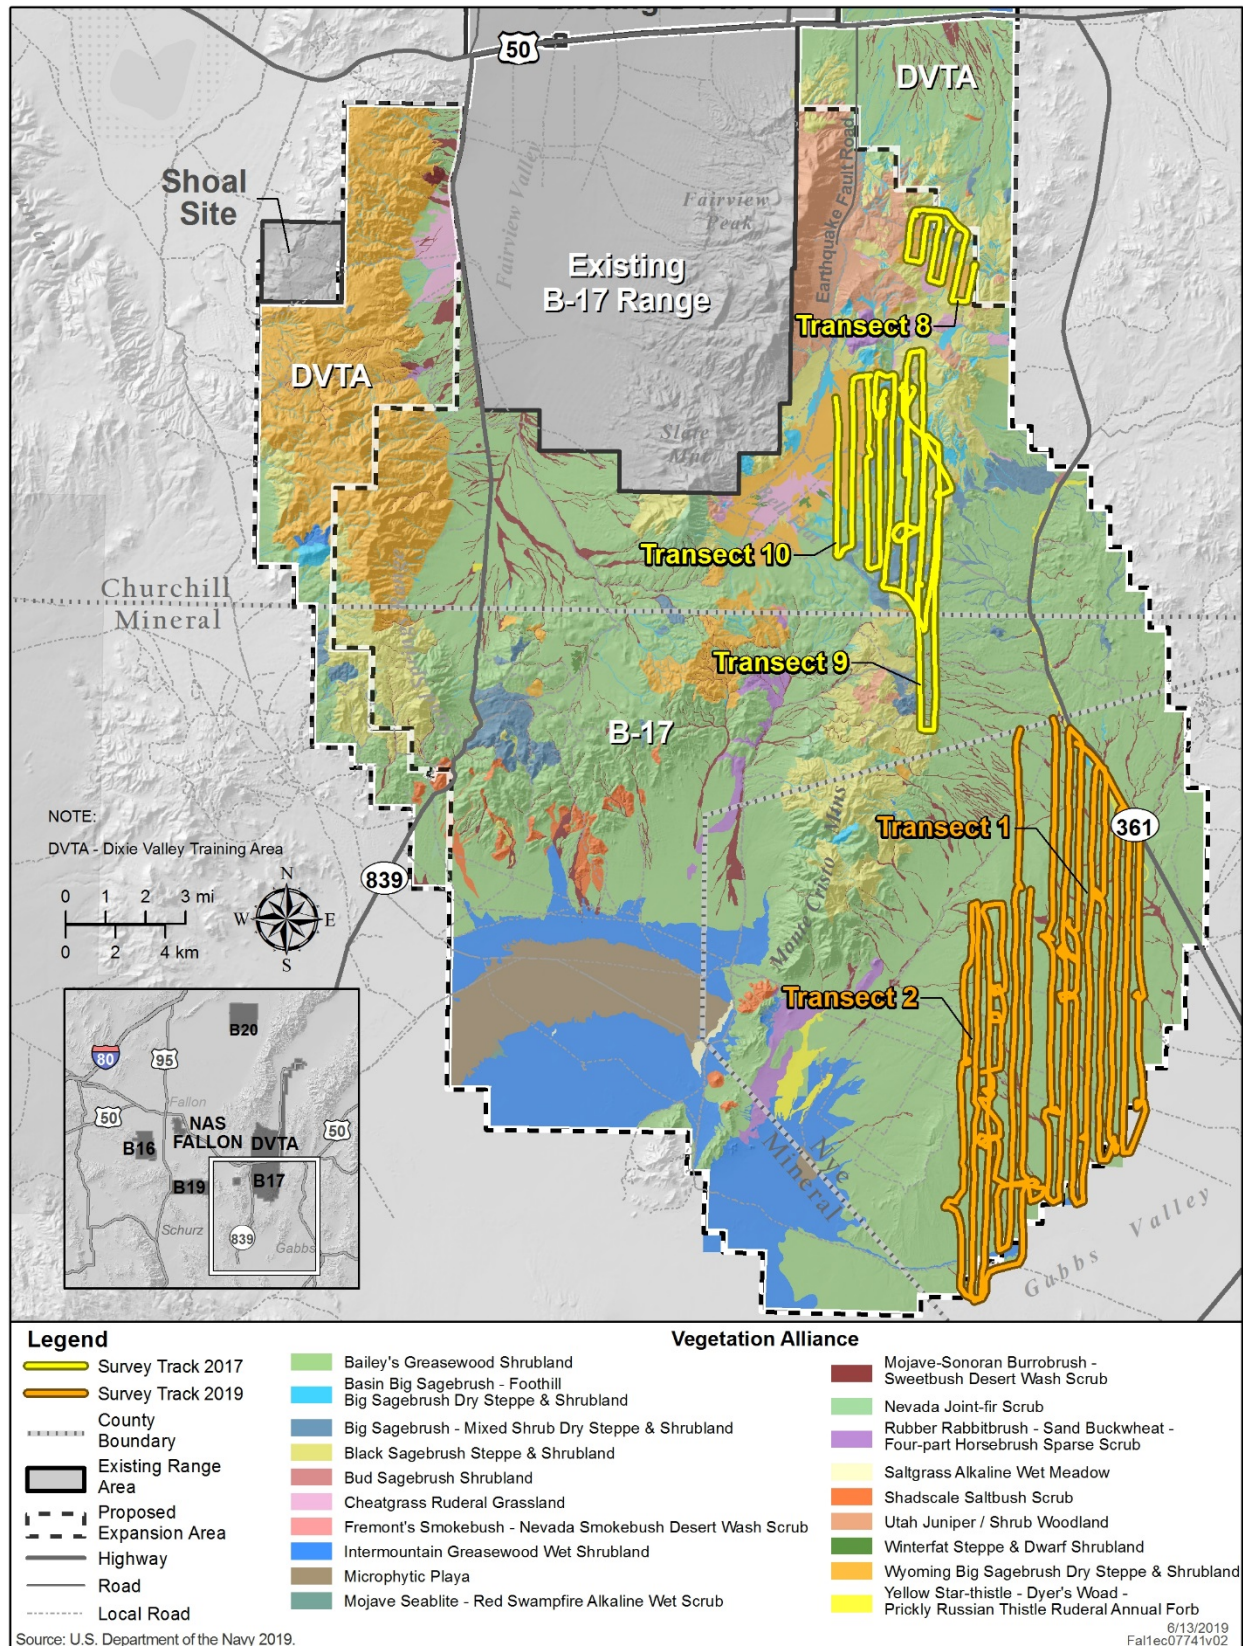 50
DVTA
Shoal
Site
Fairview Valley
Fairview
Peak
Earthquake Fault Road
Existing
B-17 Range
Transect 8
DVTA
Slate
Mnt
Transect 10
Churchill
Mineral
Transect 9
B-17
NOTE:
DVTA - Dixie Valley Training Area
0 1 2 3 mi
0 2 4 km
N
W E
S
839
Transect 1
361
Monte Cristo Mtns
Transect 2
Nye
Mineral
Gabbs Valley
B20
80
95
Fallon
50
NAS
FALLON
DVTA
50
B16
B19
B17
Schurz
839
Gabbs
Legend
Survey Track 2017
Survey Track 2019
County
Boundary
Existing Range
Area
Proposed
Expansion Area
Highway
Road
Local Road
Vegetation Alliance
Bailey's Greasewood Shrubland
Basin Big Sagebrush - Foothill
Big Sagebrush Dry Steppe & Shrubland
Big Sagebrush - Mixed Shrub Dry Steppe & Shrubland
Black Sagebrush Steppe & Shrubland
Bud Sagebrush Shrubland
Cheatgrass Ruderal Grassland
Fremont's Smokebush - Nevada Smokebush Desert Wash Scrub
Intermountain Greasewood Wet Shrubland
Microphytic Playa
Mojave Seablite - Red Swampfire Alkaline Wet Scrub
Mojave-Sonoran Burrobrush -
Sweetbush Desert Wash Scrub
Nevada Joint-fir Scrub
Rubber Rabbitbrush - Sand Buckwheat -
Four-part Horsebrush Sparse Scrub
Saltgrass Alkaline Wet Meadow
Shadscale Saltbush Scrub
Utah Juniper / Shrub Woodland
Winterfat Steppe & Dwarf Shrubland
Wyoming Big Sagebrush Dry Steppe & Shrubland
Yellow Star-thistle - Dyer's Woad -
Prickly Russian Thistle Ruderal Annual Forb
Source: U.S. Department of the Navy 2019.
6/13/2019
Fal1ec07741v02